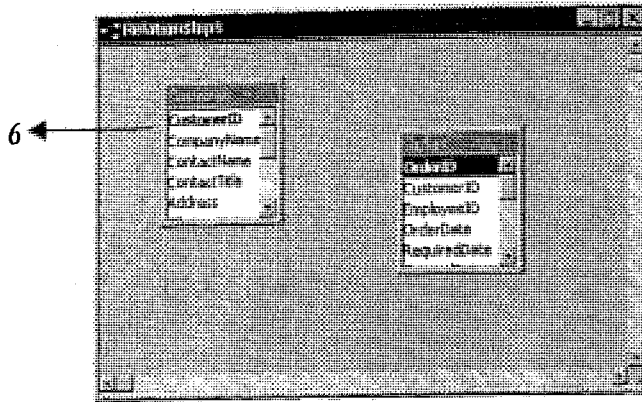 Relationships
6
CustomerID
CompanyName
ContactName
ContactTitle
Address
OrderID
CustomerID
EmployeeID
OrderDate
RequiredDate